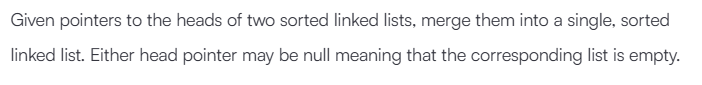 Given pointers to the heads of two sorted linked lists, merge them into a single, sorted
linked list. Either head pointer may be null meaning that the corresponding list is empty.